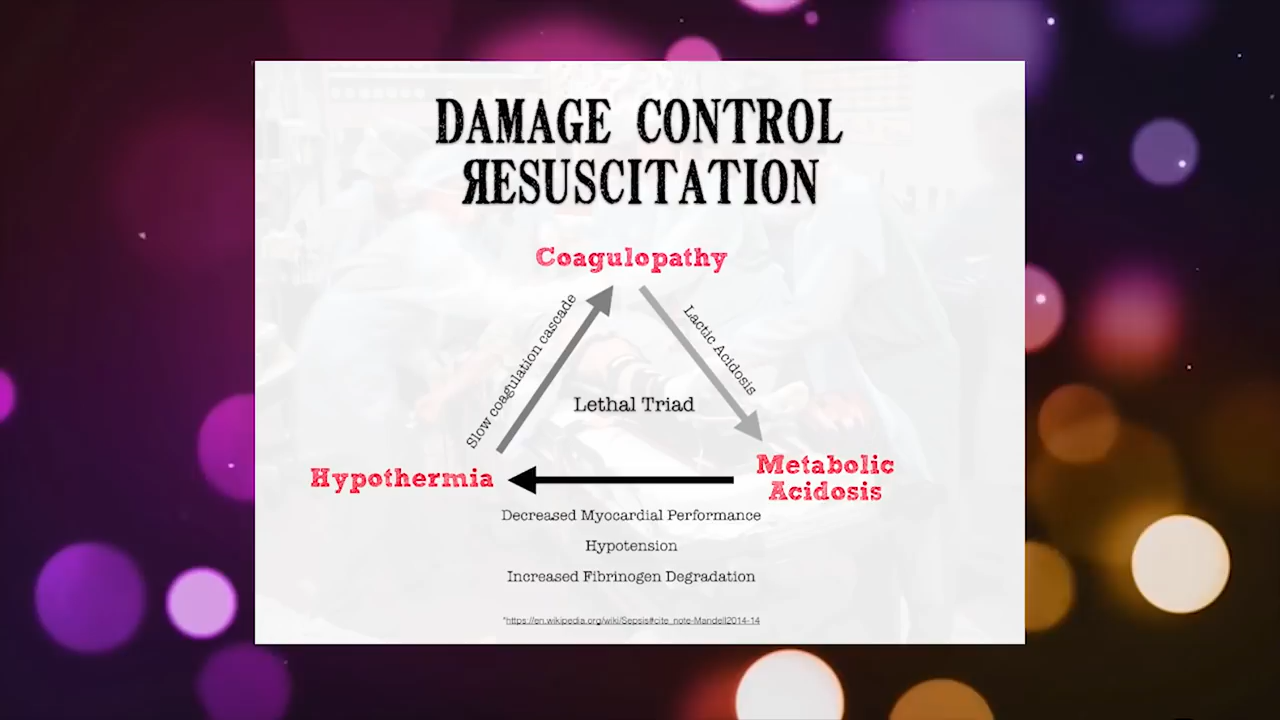 DAMAGE CONTROL
ЯESUSCITATION
Coagulopathy
Slow coagulation cascade
Lactic Acidosis
Lethal Triad
Hypothermia
Metabolic
Acidosis
Decreased Myocardial Performance
Hypotension
Increased Fibrinogen Degradation
*https://en.wikipedia.org/wiki/Sepsis#cite_note-Mandell2014-14